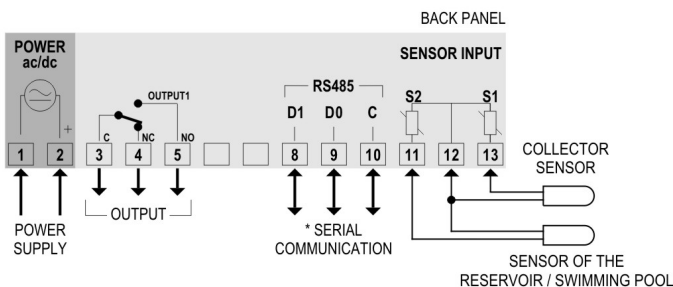 BACK PANEL
POWER
ac/dc
SENSOR INPUT
RS485
OUTPUT1
S2
S1
D1 D0 C
+
C NC NO
1 2 3 4 5 8 9 10 11 12 13
COLLECTOR
SENSOR
OUTPUT
POWER
SUPPLY
* SERIAL
COMMUNICATION
SENSOR OF THE
RESERVOIR / SWIMMING POOL